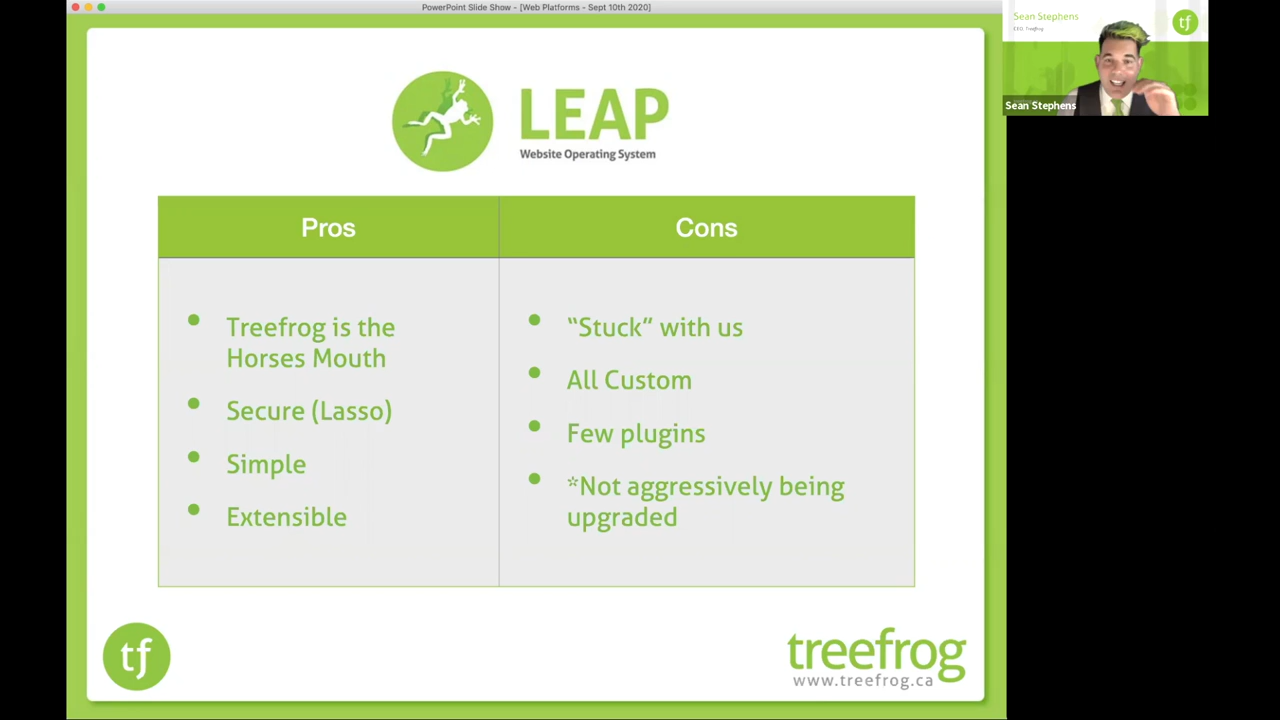 PowerPoint Slide Show - [Web Platforms - Sept 10th 2020]
Sean Stephens
CEO, Treefrog
tf
Sean Stephens
LEAP
Website Operating System
Pros
Cons
Treefrog is the
Horses Mouth
Secure (Lasso)
Simple
Extensible
“Stuck” with us
All Custom
Few plugins
*Not aggressively being
upgraded
tf
treefrog
www.treefrog.ca